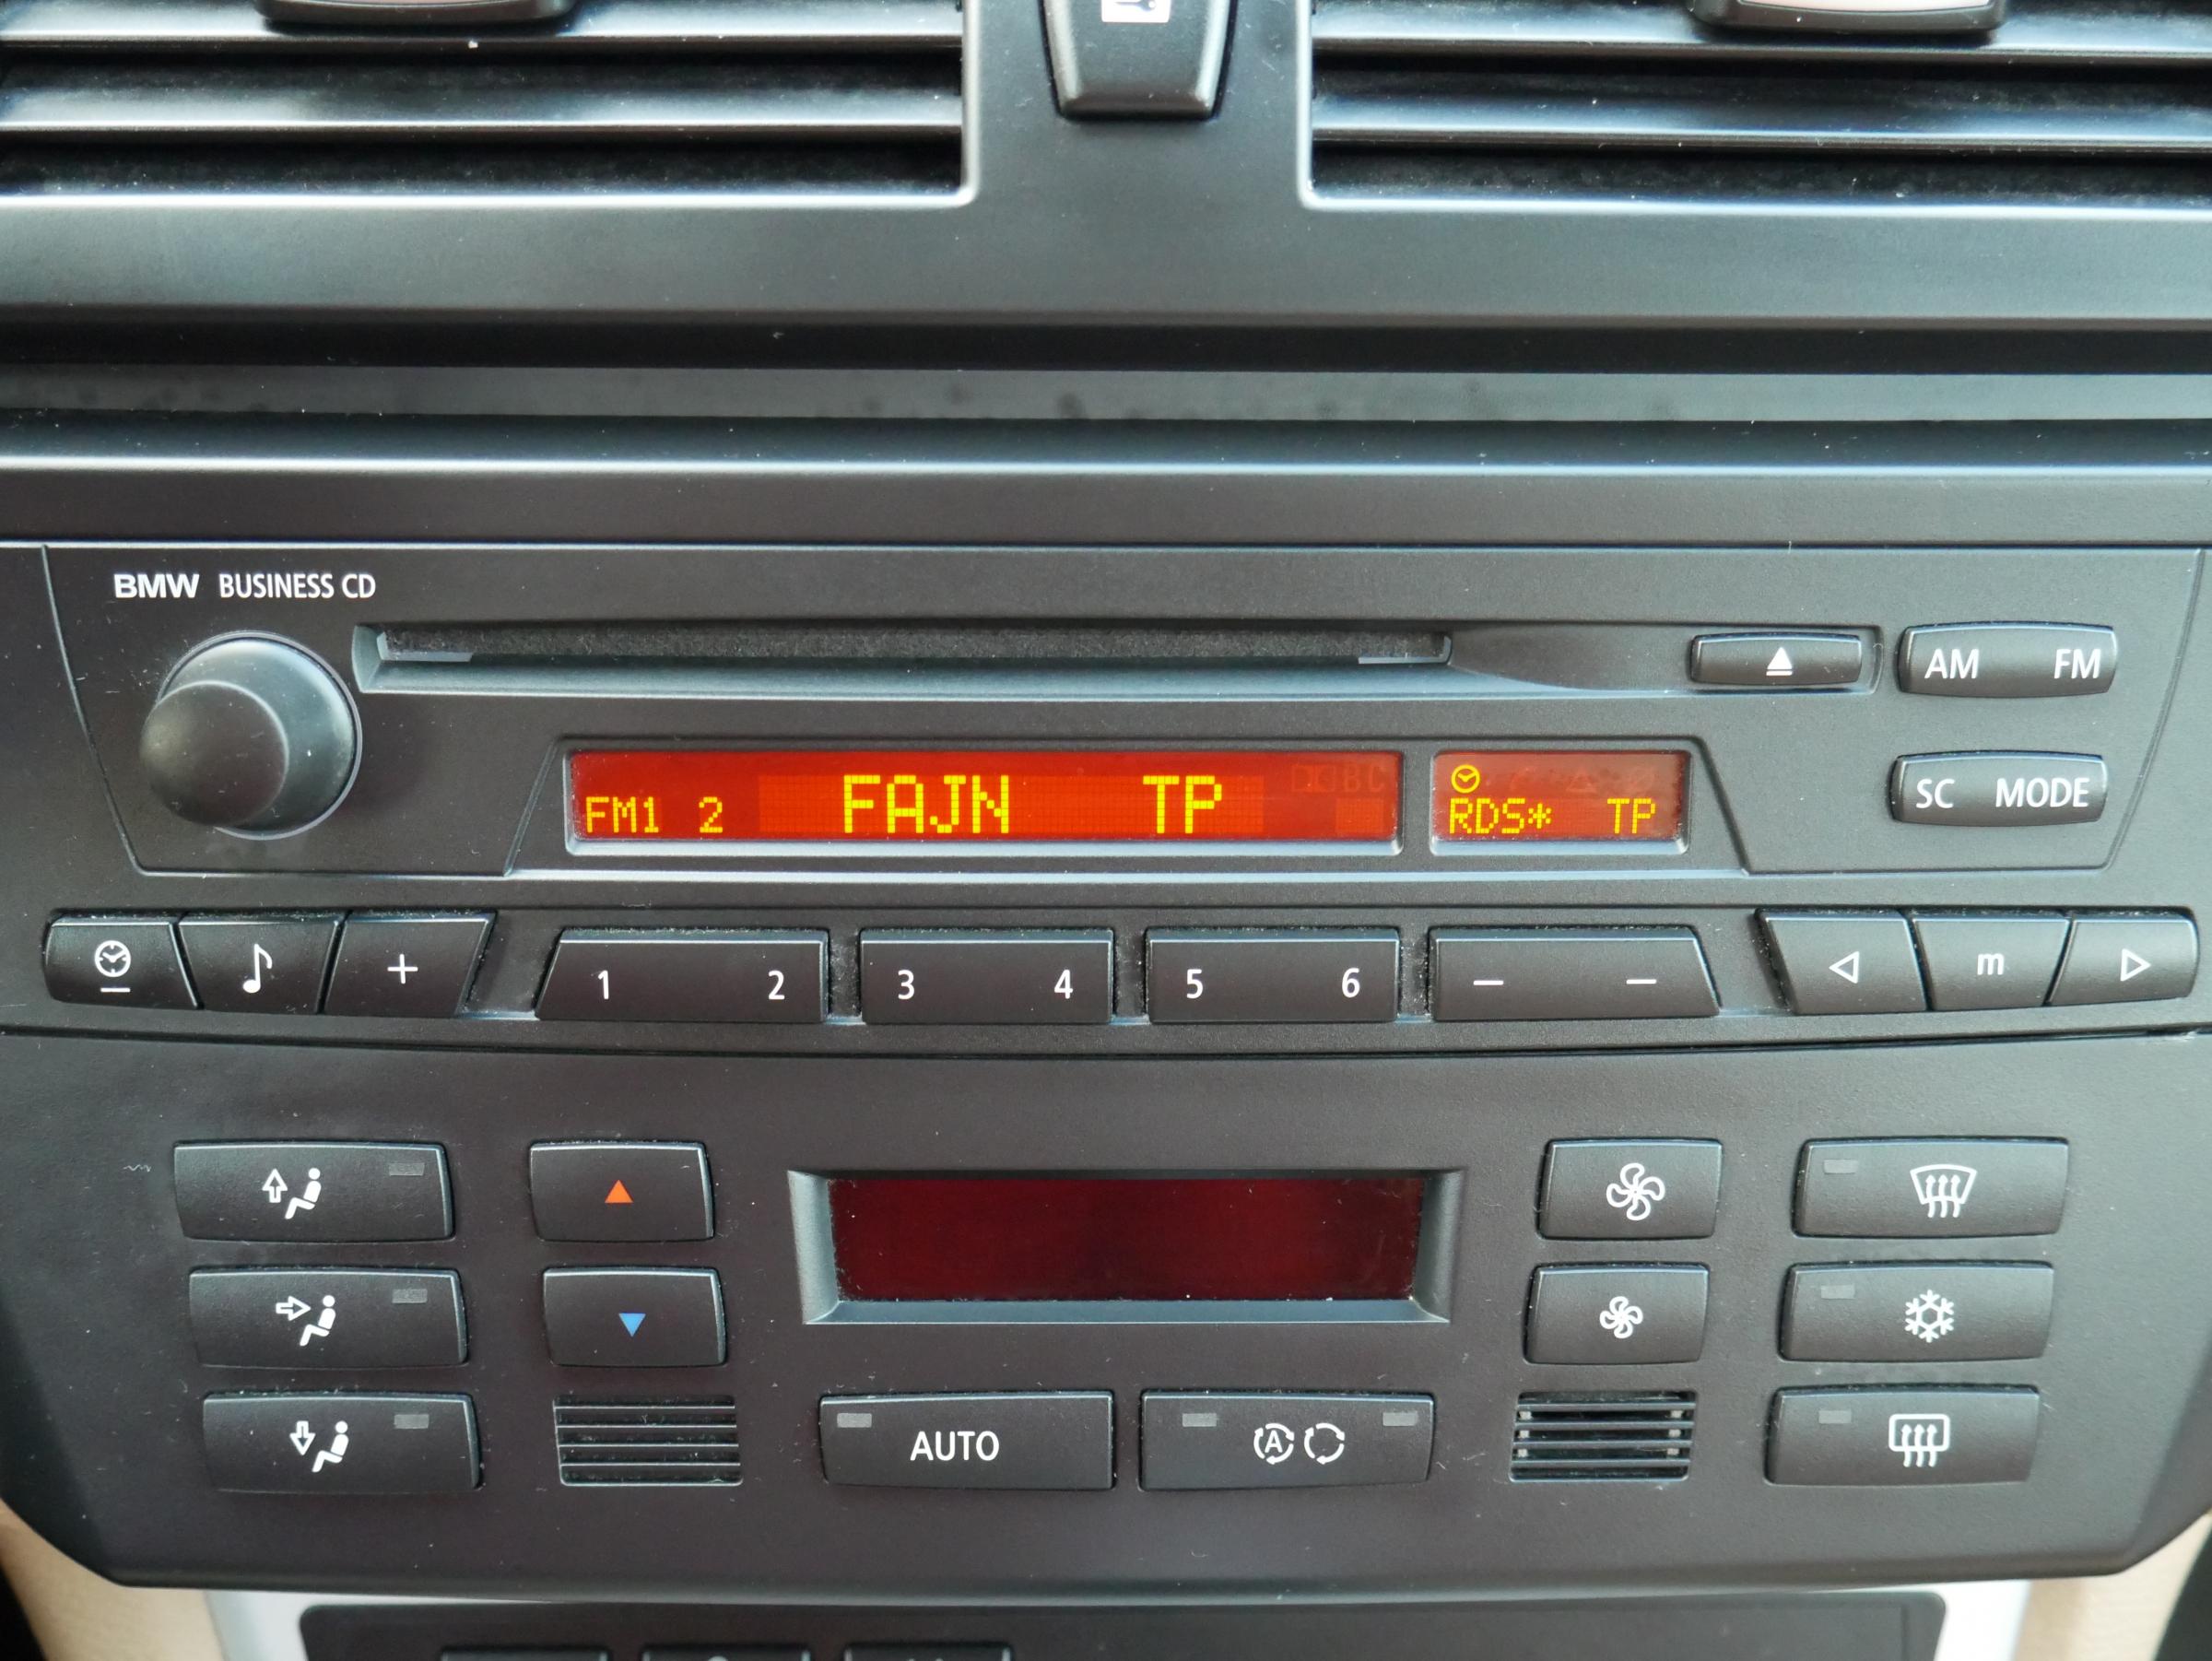 BMW BUSINESS CD
AM FM
FM1 2 FAJN TP
RDS* TP
SC MODE
+ 1 2 3 4 5 6 — — m
AUTO
A